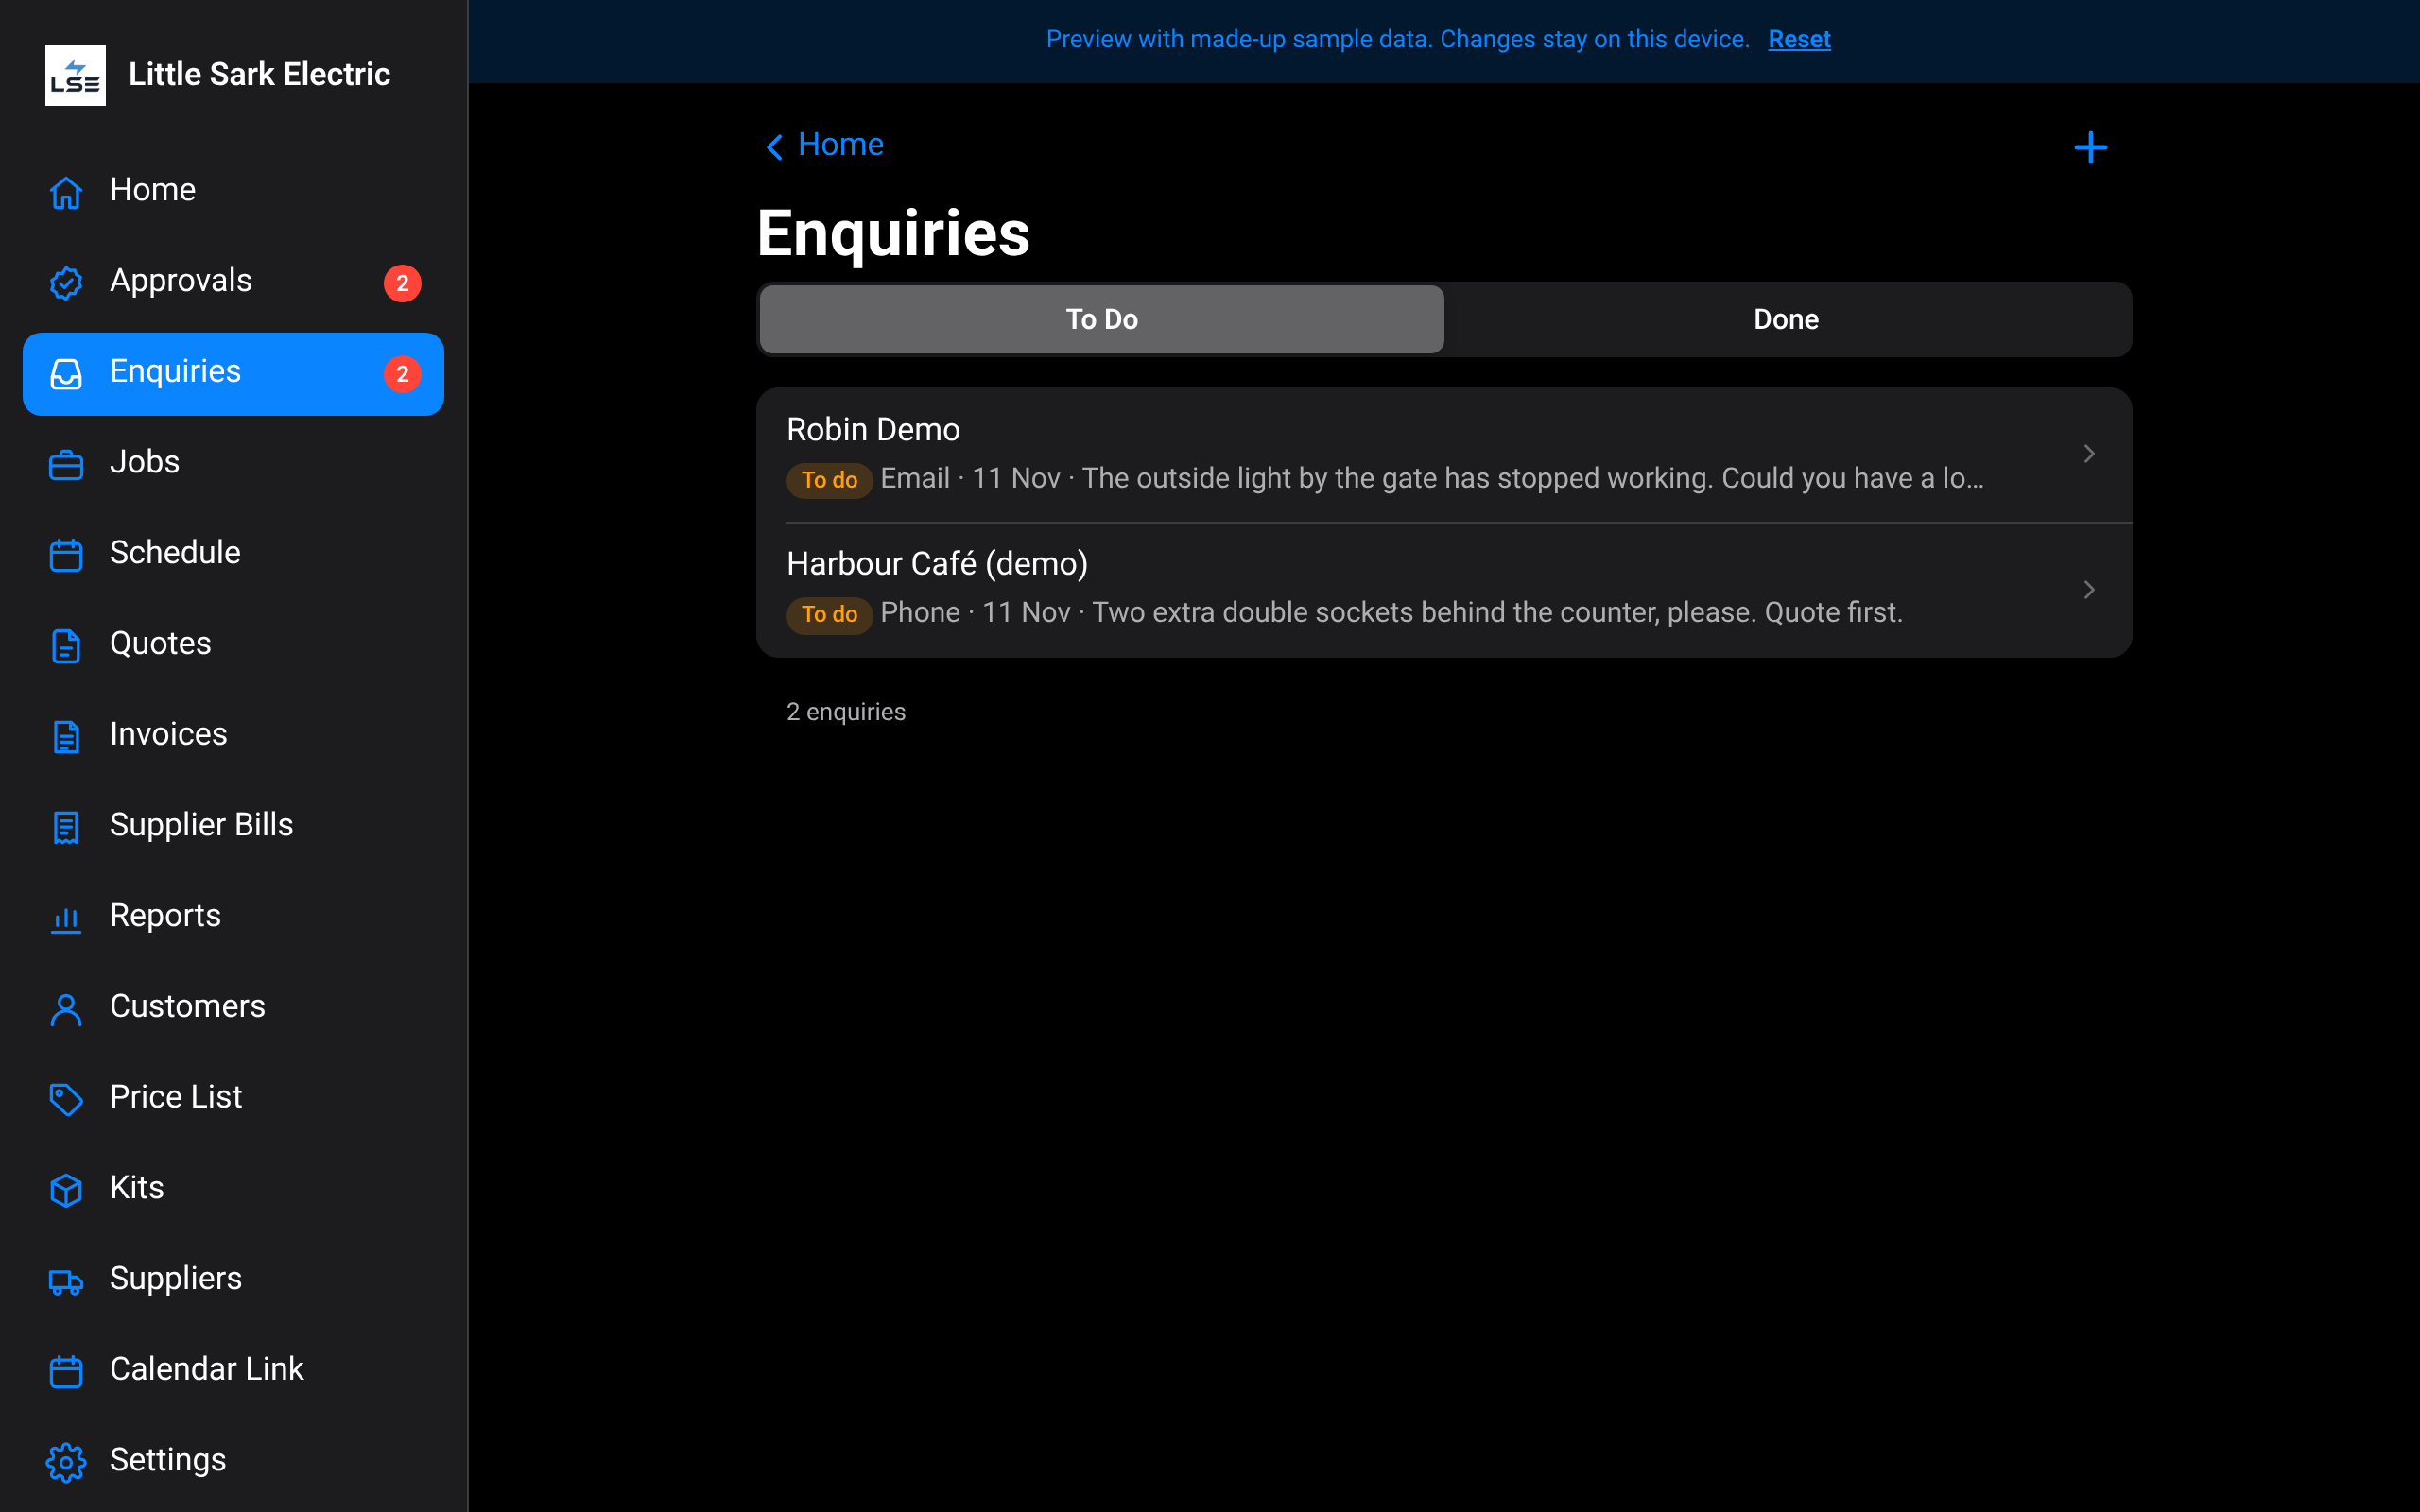 Preview with made-up sample data. Changes stay on this device. Reset
LSE
Little Sark Electric
Home
Approvals 2
Enquiries 2
Jobs
Schedule
Quotes
Invoices
Supplier Bills
Reports
Customers
Price List
Kits
Suppliers
Calendar Link
Settings
Home
Enquiries
To Do Done
Robin Demo
To do Email · 11 Nov · The outside light by the gate has stopped working. Could you have a lo…
Harbour Café (demo)
To do Phone · 11 Nov · Two extra double sockets behind the counter, please. Quote first.
2 enquiries